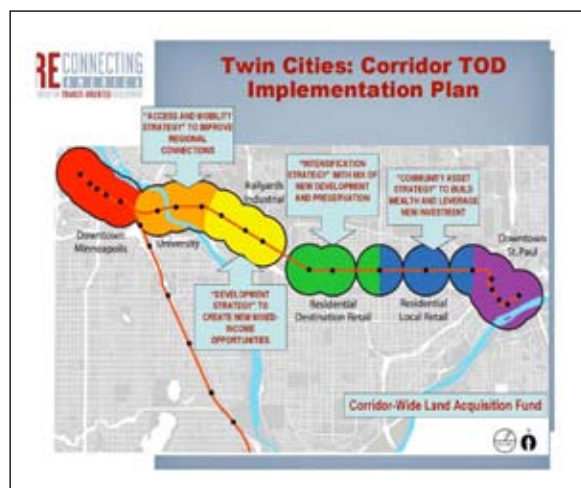 RECONNECTING
AMERICA
TRANSIT-ORIENTED
Twin Cities: Corridor TOD
Implementation Plan
"ACCESS AND MOBILITY
STRATEGY" TO IMPROVE
REGIONAL
CONNECTIONS
"INTENSIFICATION
STRATEGY" WITH MIX OF
NEW DEVELOPMENT
AND PRESERVATION
"COMMUNITY ASSET
STRATEGY" TO BUILD
WEALTH AND LEVERAGE
NEW INVESTMENT
Railyards
Industrial
Downtown
Minneapolis
University
Downtown
St.Paul
"DEVELOPMENT
STRATEGY" TO
CREATE NEW MIXED-
INCOME
OPPORTUNITIES
Residential
Destination Retail
Residential
Local Retail
Corridor-Wide Land Acquisition Fund